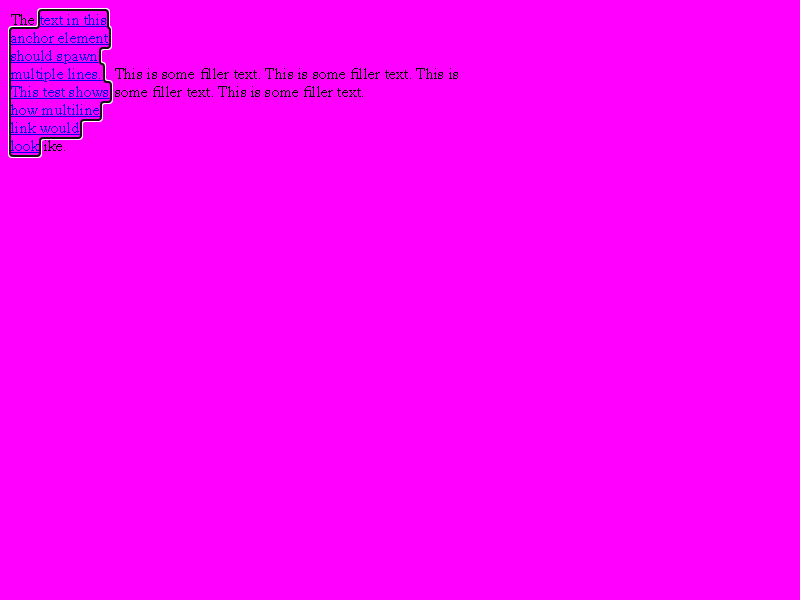 The text in this
anchor element
should spawn
multiple lines.
This test shows
how multiline
link would
look ike.
This is some filler text. This is some filler text. This is
some filler text. This is some filler text.